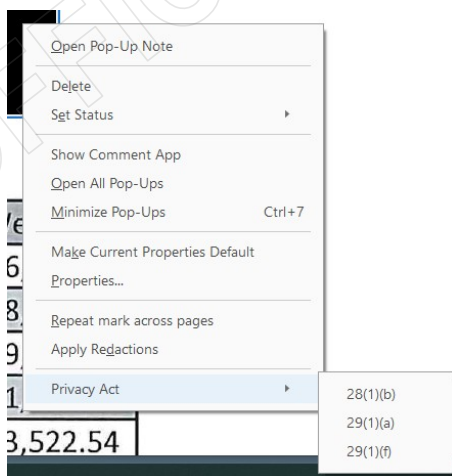 Open Pop-Up Note
Delete
Set Status
Show Comment App
Open All Pop-Ups
Minimize Pop-Ups Ctrl+7
Make Current Properties Default
Properties...
Repeat mark across pages
Apply Redactions
Privacy Act
28(1)(b)
29(1)(a)
29(1)(f)
3,522.54